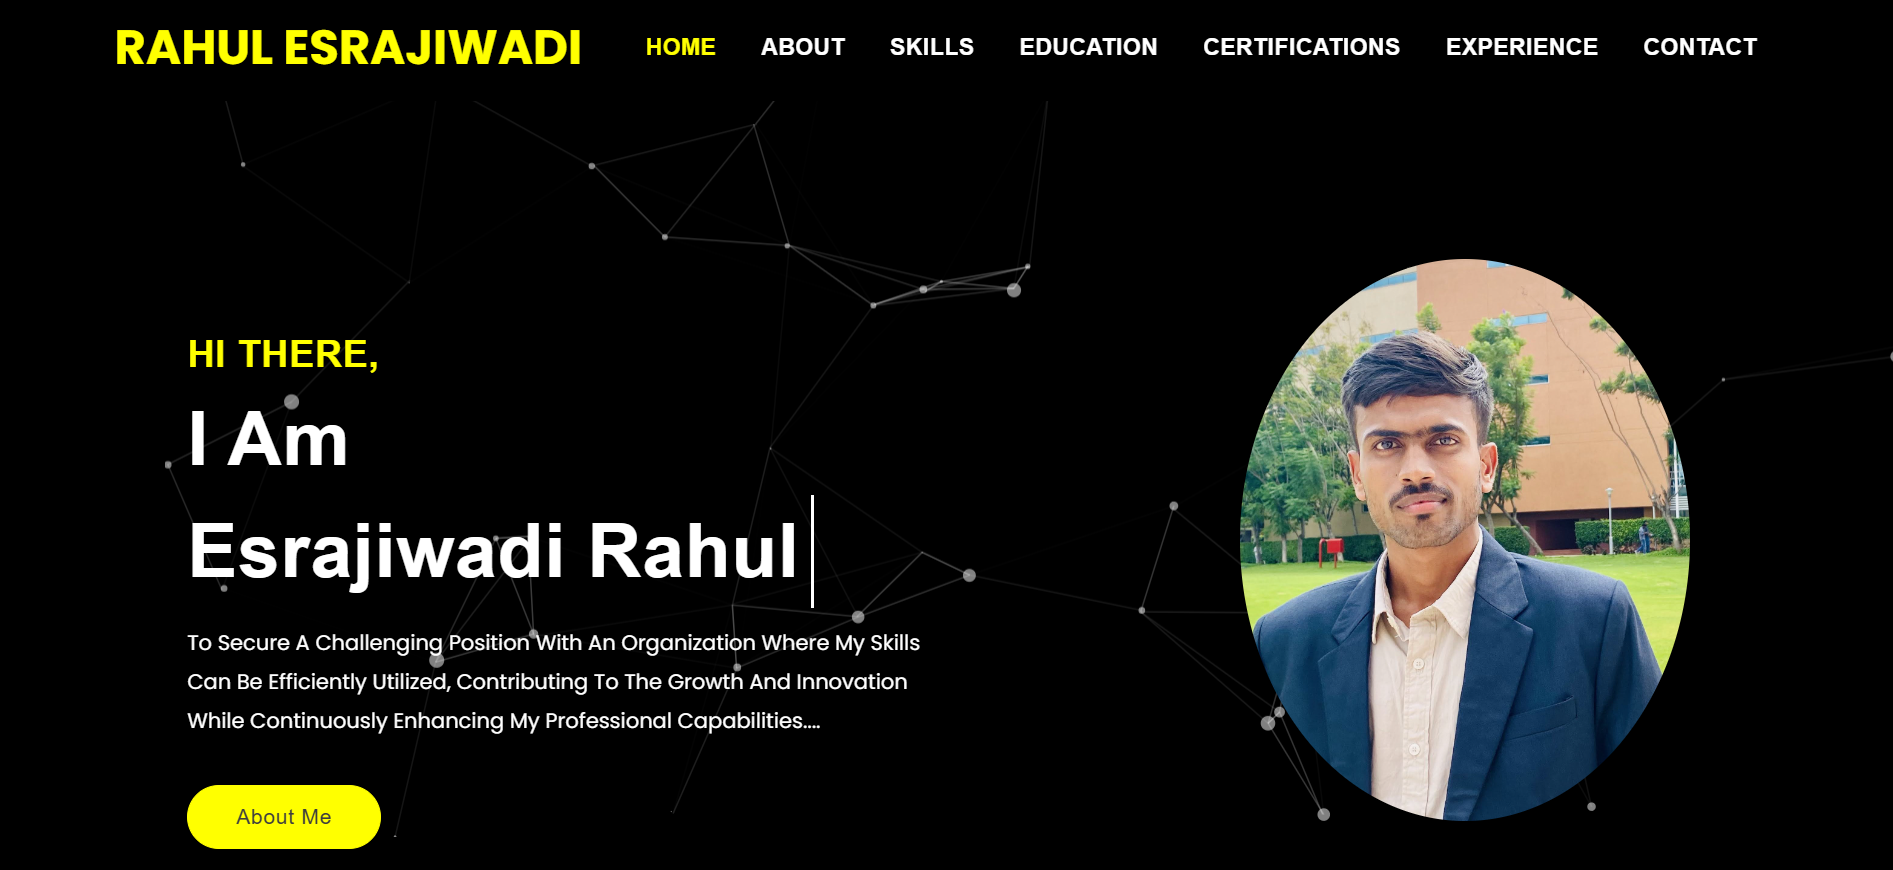 RAHUL ESRAJIWADI
HOME ABOUT SKILLS EDUCATION CERTIFICATIONS EXPERIENCE CONTACT
HI THERE,
I Am
Esrajiwadi Rahul
To Secure A Challenging Position With An Organization Where My Skills
Can Be Efficiently Utilized, Contributing To The Growth And Innovation
While Continuously Enhancing My Professional Capabilities....
About Me